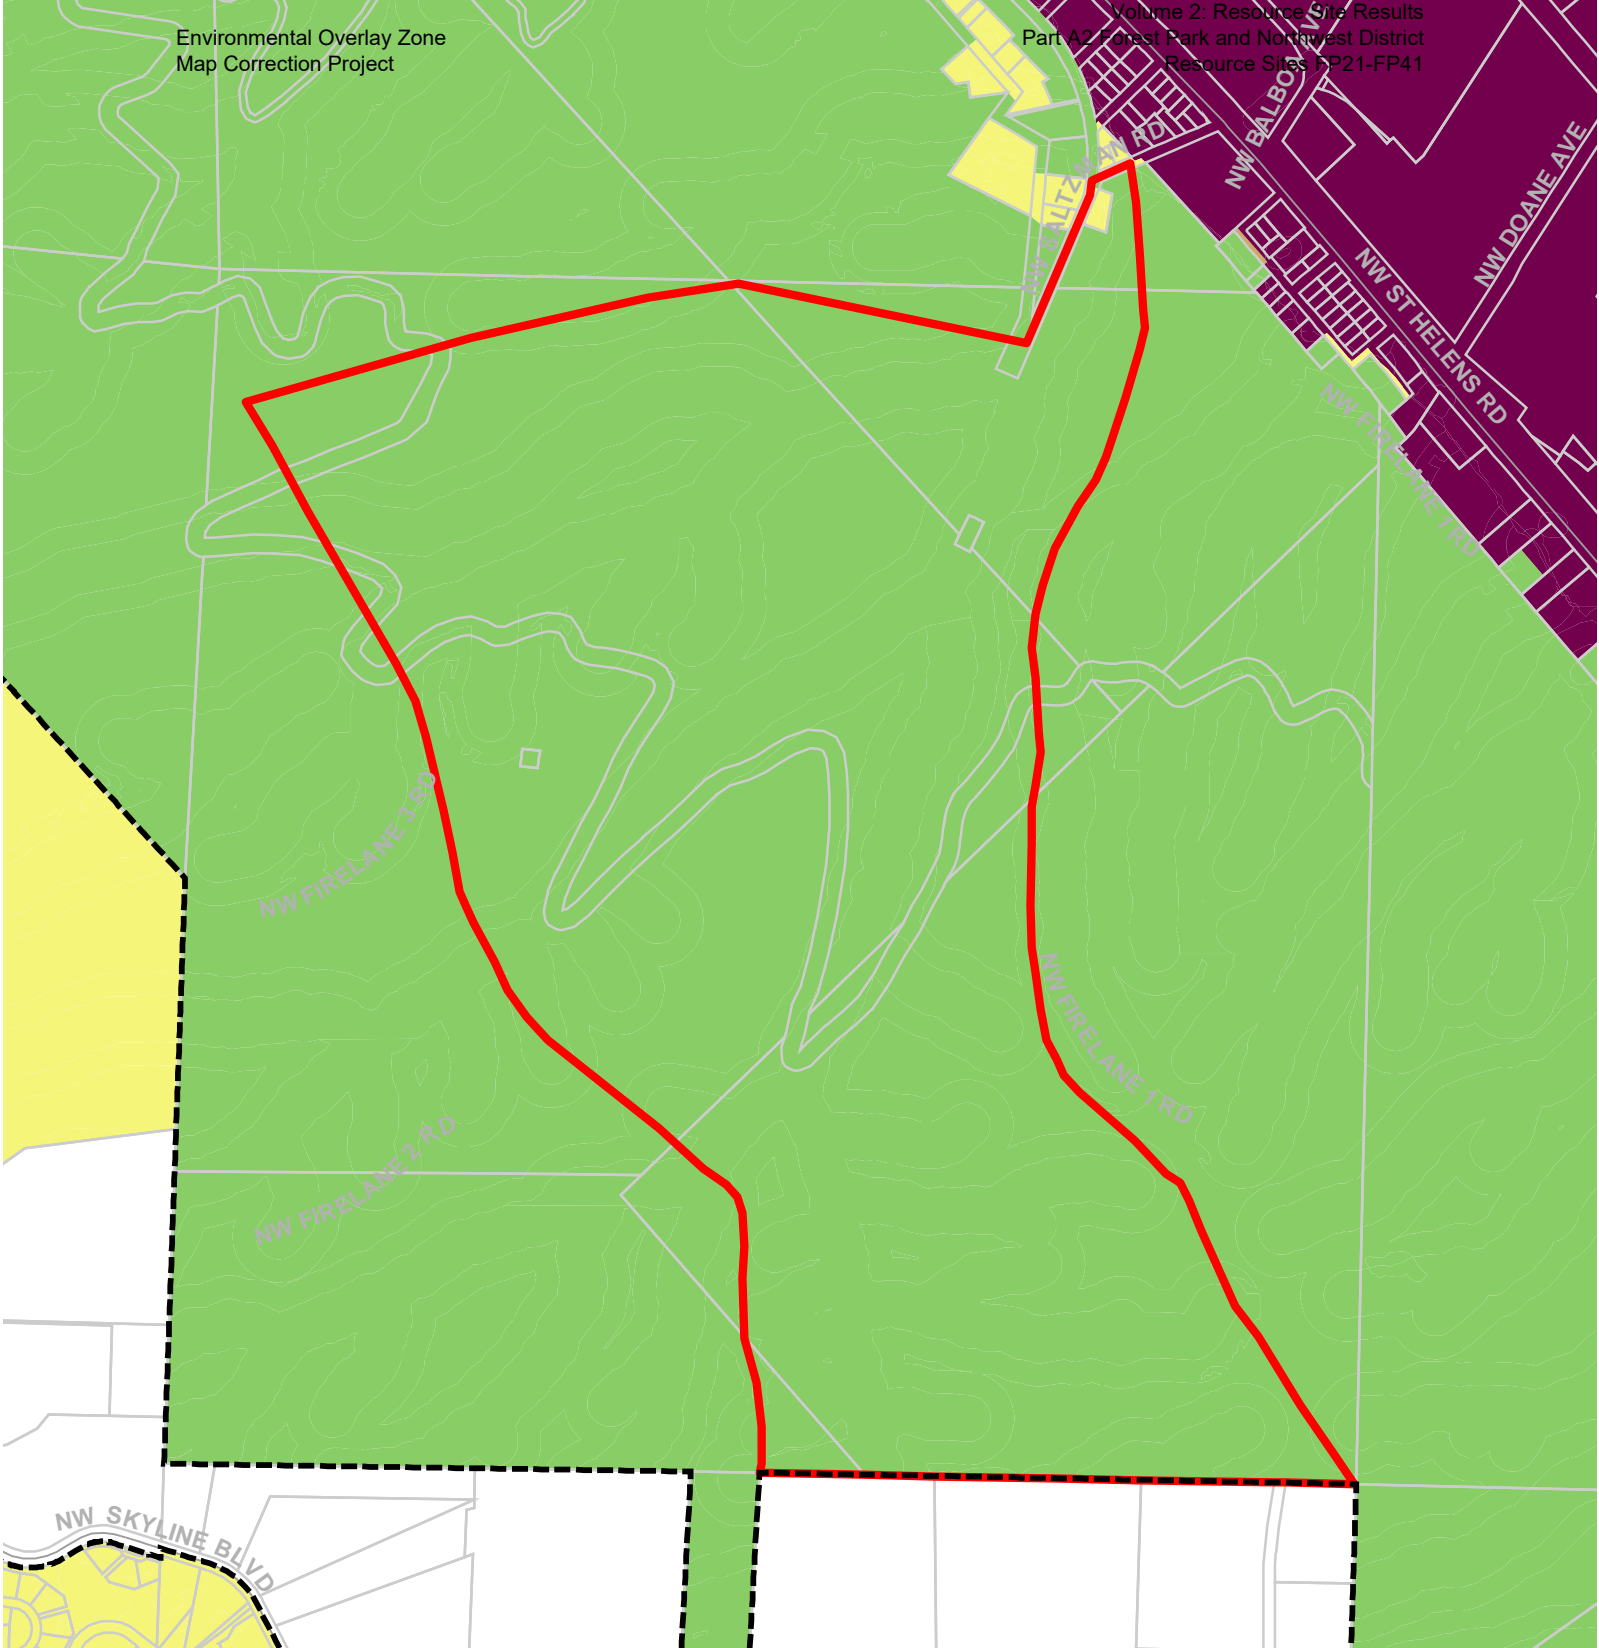 Volume 2: Resource Site Results
Environmental Overlay Zone
Part A2 Forest Park and Northwest District
Map Correction Project
Resource Sites FP21-FP41
NW BALBOA AVE
NW DOANE AVE
NW SALTZMAN RD
NW ST HELENS RD
NW FIRELANE 1 RD
NW FIRELANE 3 RD
NW FIRELANE 1 RD
NW FIRELANE 2 RD
NW SKYLINE BLVD